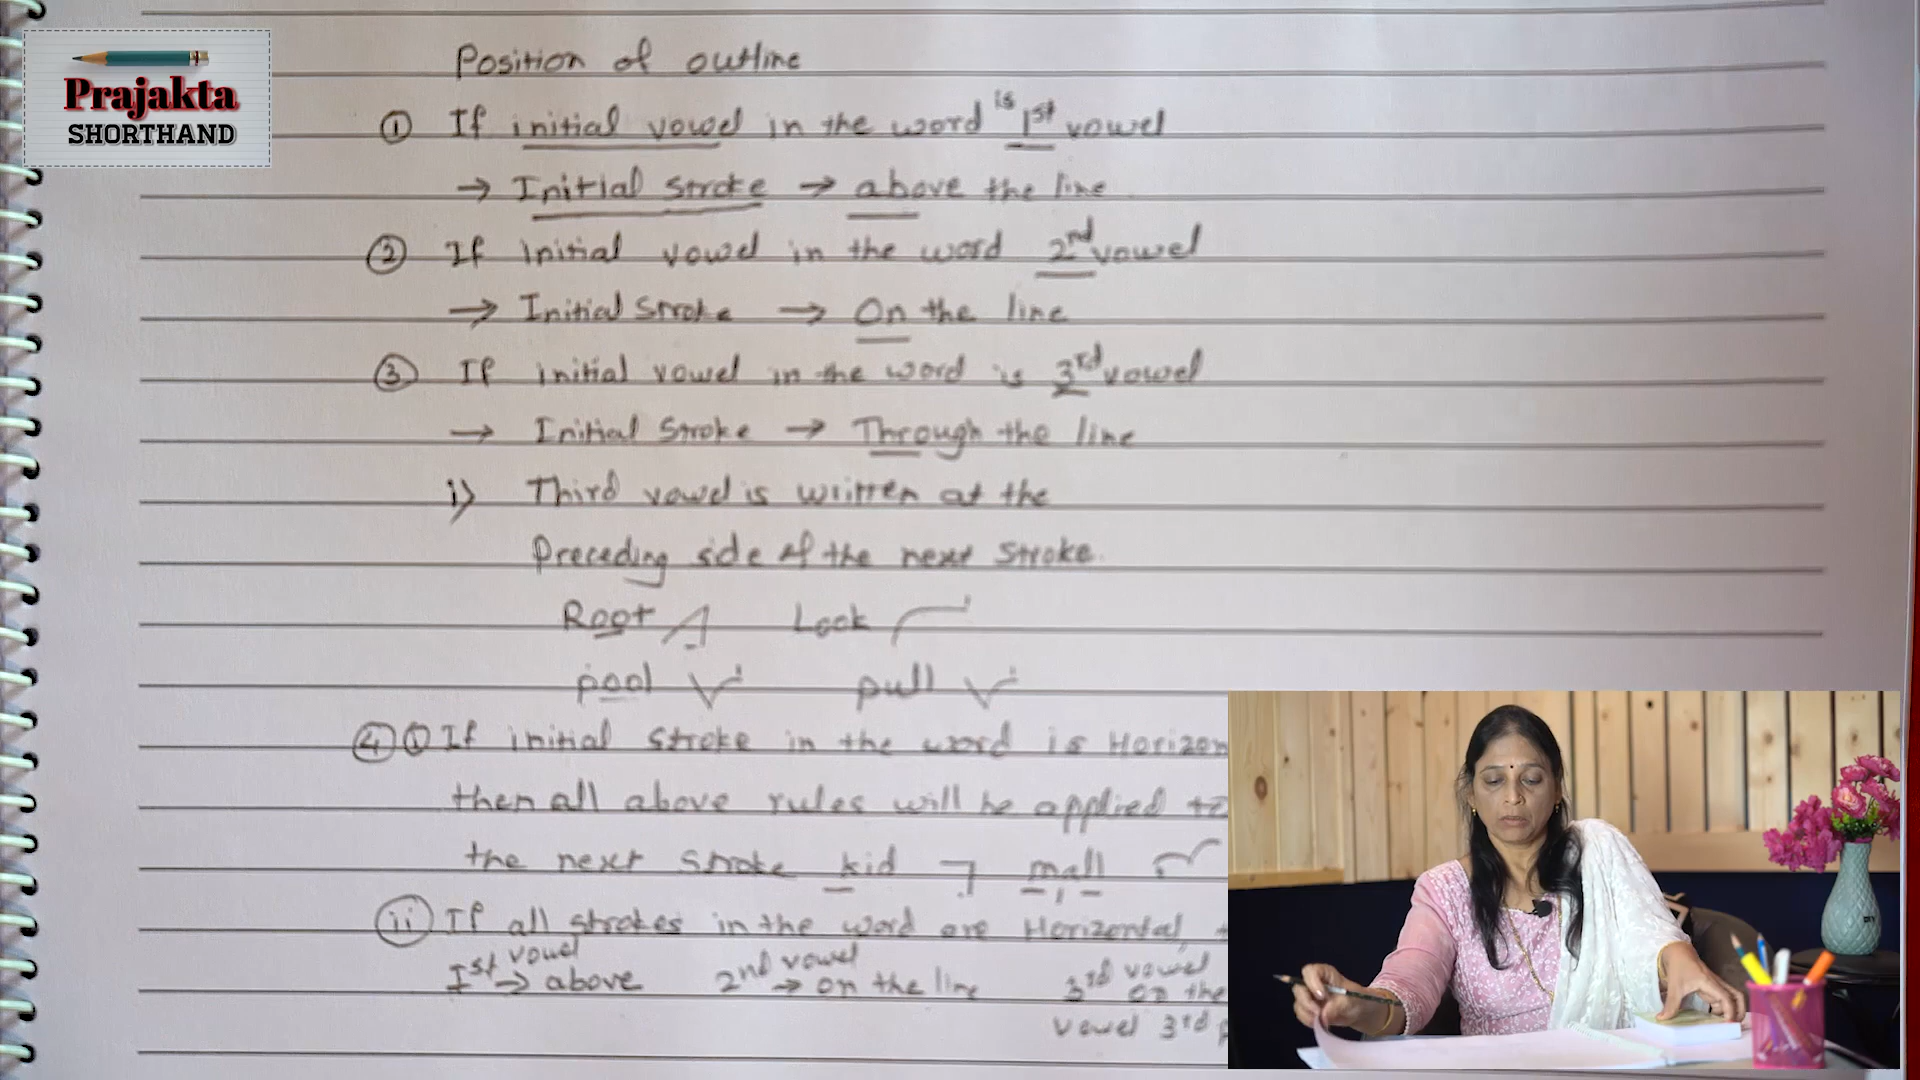 Prajakta
SHORTHAND
Position of outline
① If initial vowel in the word is 1st vowel
→ Initial Stroke → above the line
② If initial vowel in the word 2nd vowel
→ Initial Stroke → On the line
③ If initial vowel in the word is 3rd vowel
→ Initial Stroke → Through the line
i) Third vowel is written at the
Preceding side of the next stroke.
Root Look
pool pull
④ ① If initial stroke in the word is Horizon
then all above rules will be applied to
the next stroke kid mall
ii) If all strokes in the word are Horizontal,
Ist vowel → above 2nd vowel → on the line 3rd vowel on the
vowel 3rd p